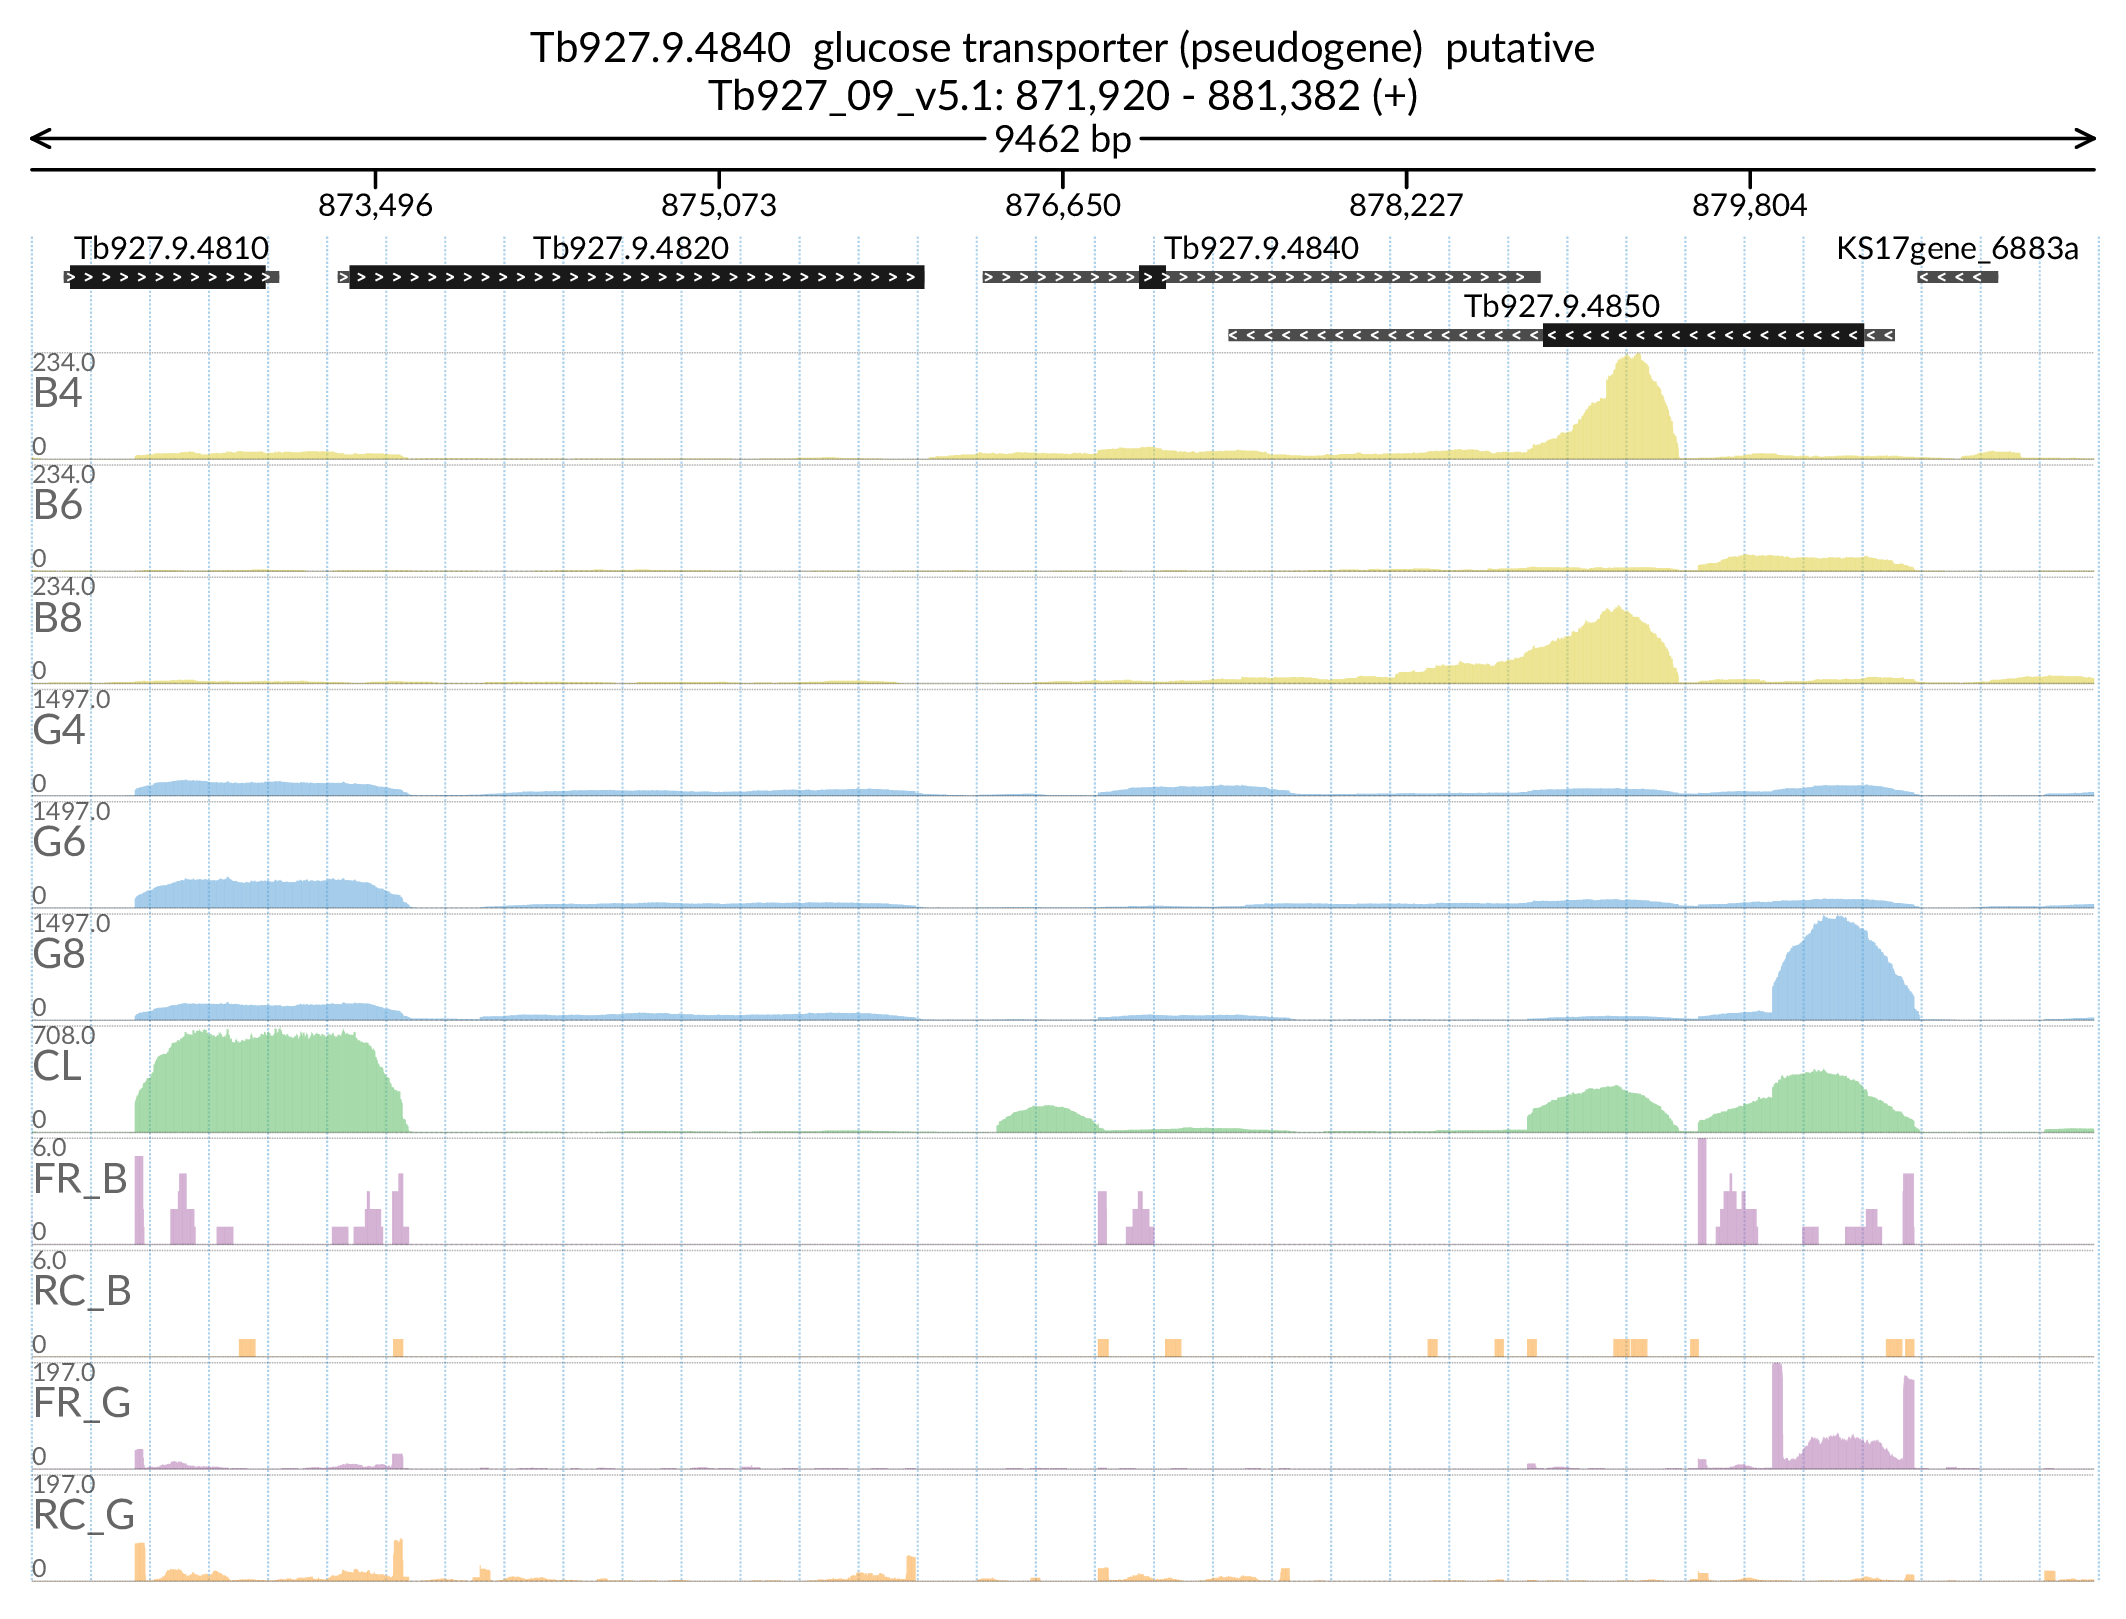 Tb927.9.4840  glucose transporter (pseudogene)  putative
Tb927_09_v5.1: 871,920 - 881,382 (+)
9462 bp
873,496 875,073 876,650 878,227 879,804
Tb927.9.4810 Tb927.9.4820 Tb927.9.4840 KS17gene_6883a
Tb927.9.4850
234.0
B4
0
234.0
B6
0
234.0
B8
0
1497.0
G4
0
1497.0
G6
0
1497.0
G8
0
708.0
CL
0
6.0
FR_B
0
6.0
RC_B
0
197.0
FR_G
0
197.0
RC_G
0